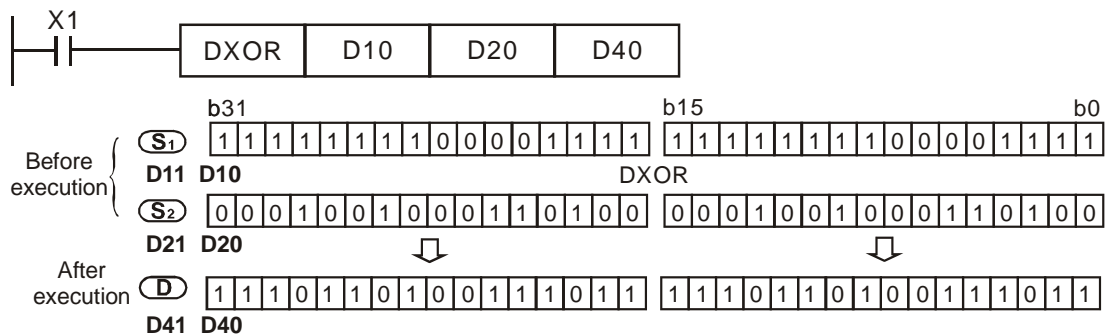 X1
DXOR D10 D20 D40
b31 b15 b0
Before execution
S1 1 1 1 1 1 1 1 1 0 0 0 0 1 1 1 1 1 1 1 1 1 1 1 1 0 0 0 0 1 1 1 1
D11 D10 DXOR
S2 0 0 0 1 0 0 1 0 0 0 1 1 0 1 0 0 0 0 0 1 0 0 1 0 0 0 1 1 0 1 0 0
D21 D20
After execution
D 1 1 1 0 1 1 0 1 0 0 1 1 1 0 1 1 1 1 1 0 1 1 0 1 0 0 1 1 1 0 1 1
D41 D40